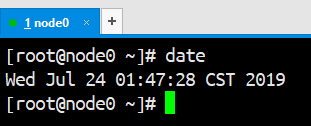 1 node0 × +
[root@node0 ~]# date
Wed Jul 24 01:47:28 CST 2019
[root@node0 ~]#